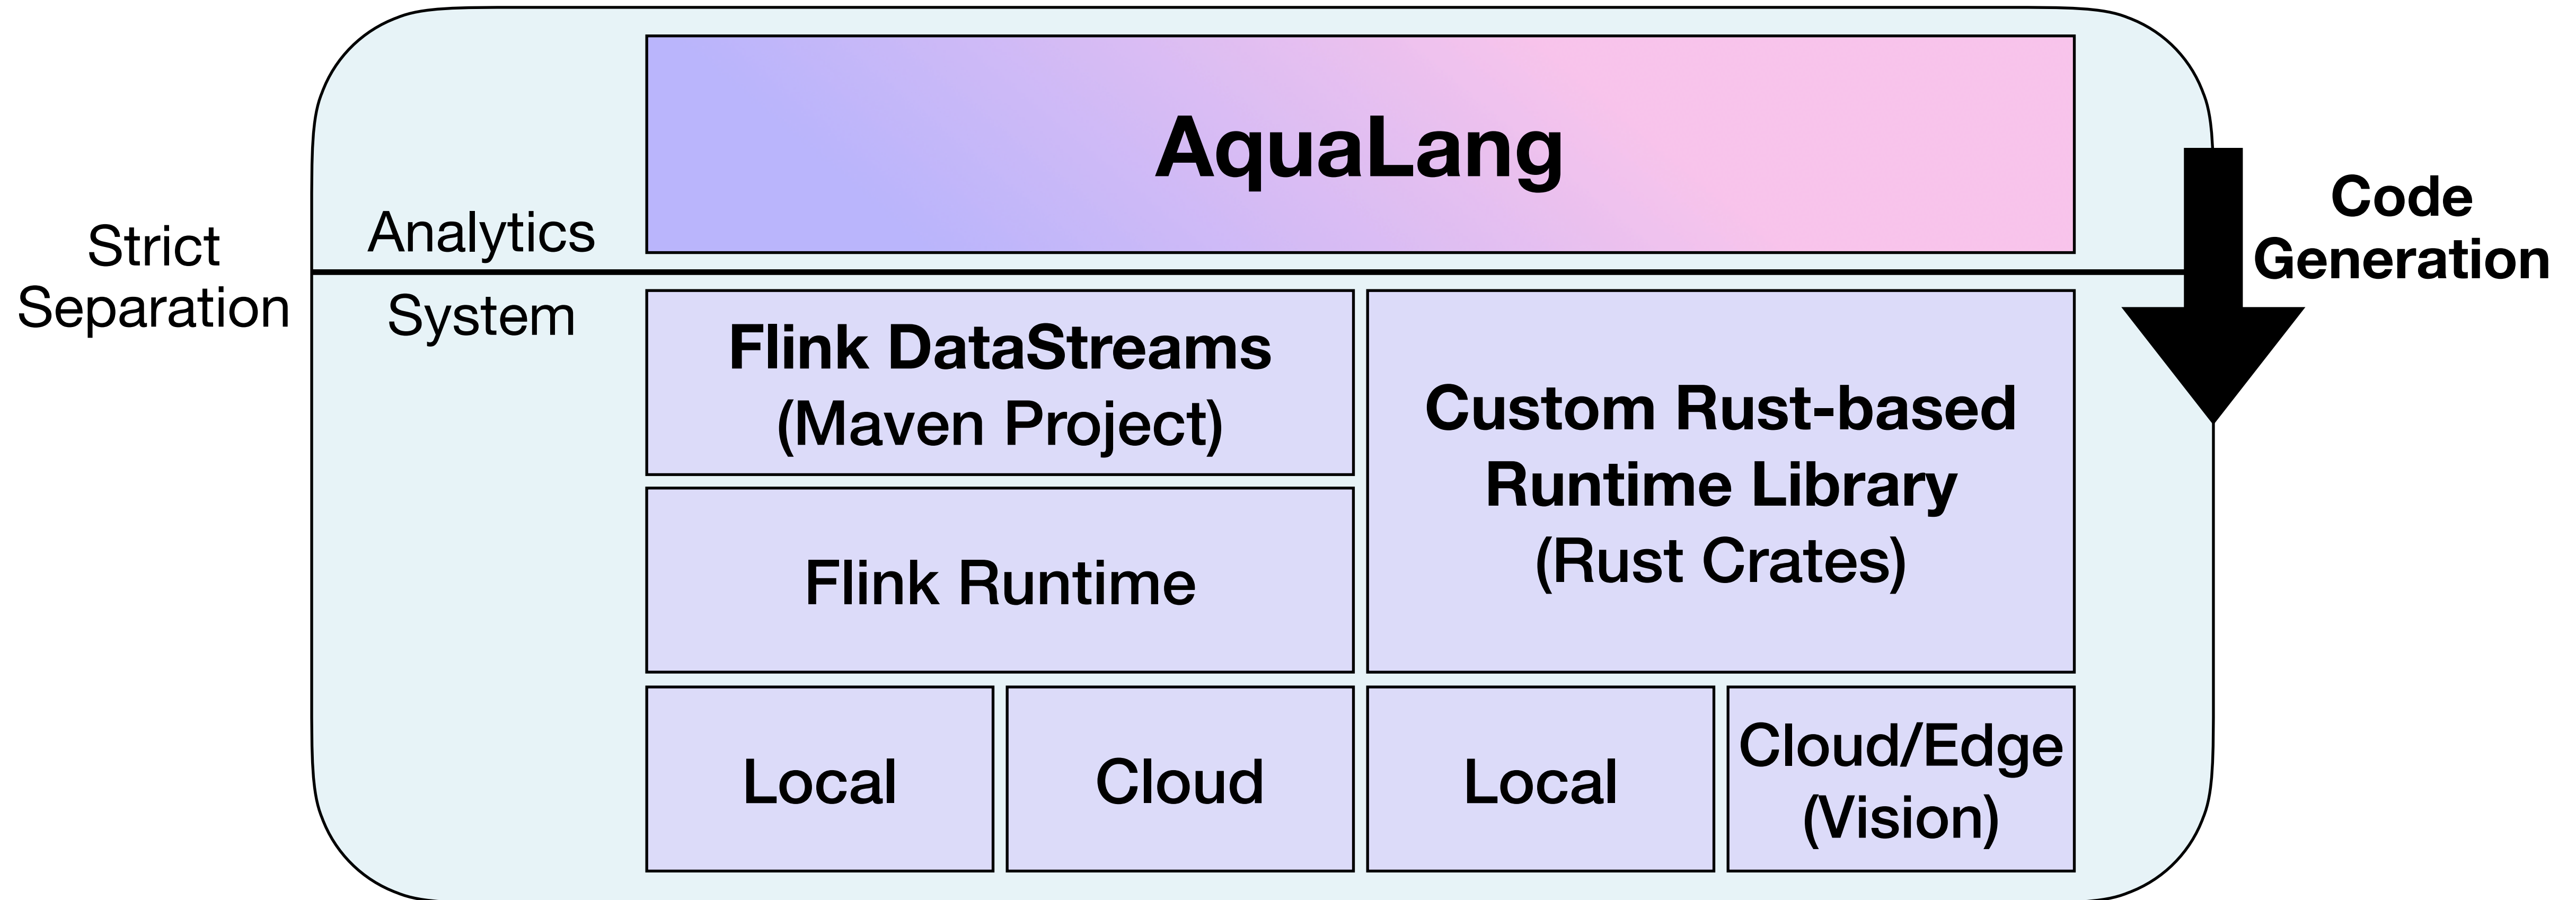 AquaLang
Code
Generation
Strict
Separation
Analytics
System
Flink DataStreams
(Maven Project)
Custom Rust-based
Runtime Library
(Rust Crates)
Flink Runtime
Local
Cloud
Local
Cloud/Edge
(Vision)